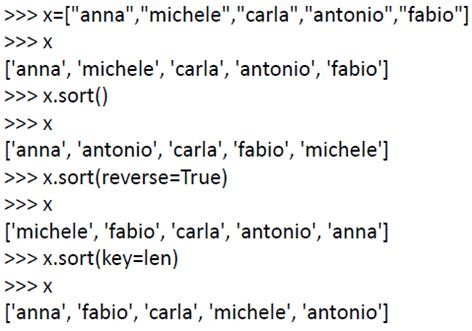 >>> x=["anna","michele","carla","antonio","fabio"]
>>> x
['anna', 'michele', 'carla', 'antonio', 'fabio']
>>> x.sort()
>>> x
['anna', 'antonio', 'carla', 'fabio', 'michele']
>>> x.sort(reverse=True)
>>> x
['michele', 'fabio', 'carla', 'antonio', 'anna']
>>> x.sort(key=len)
>>> x
['anna', 'fabio', 'carla', 'michele', 'antonio']